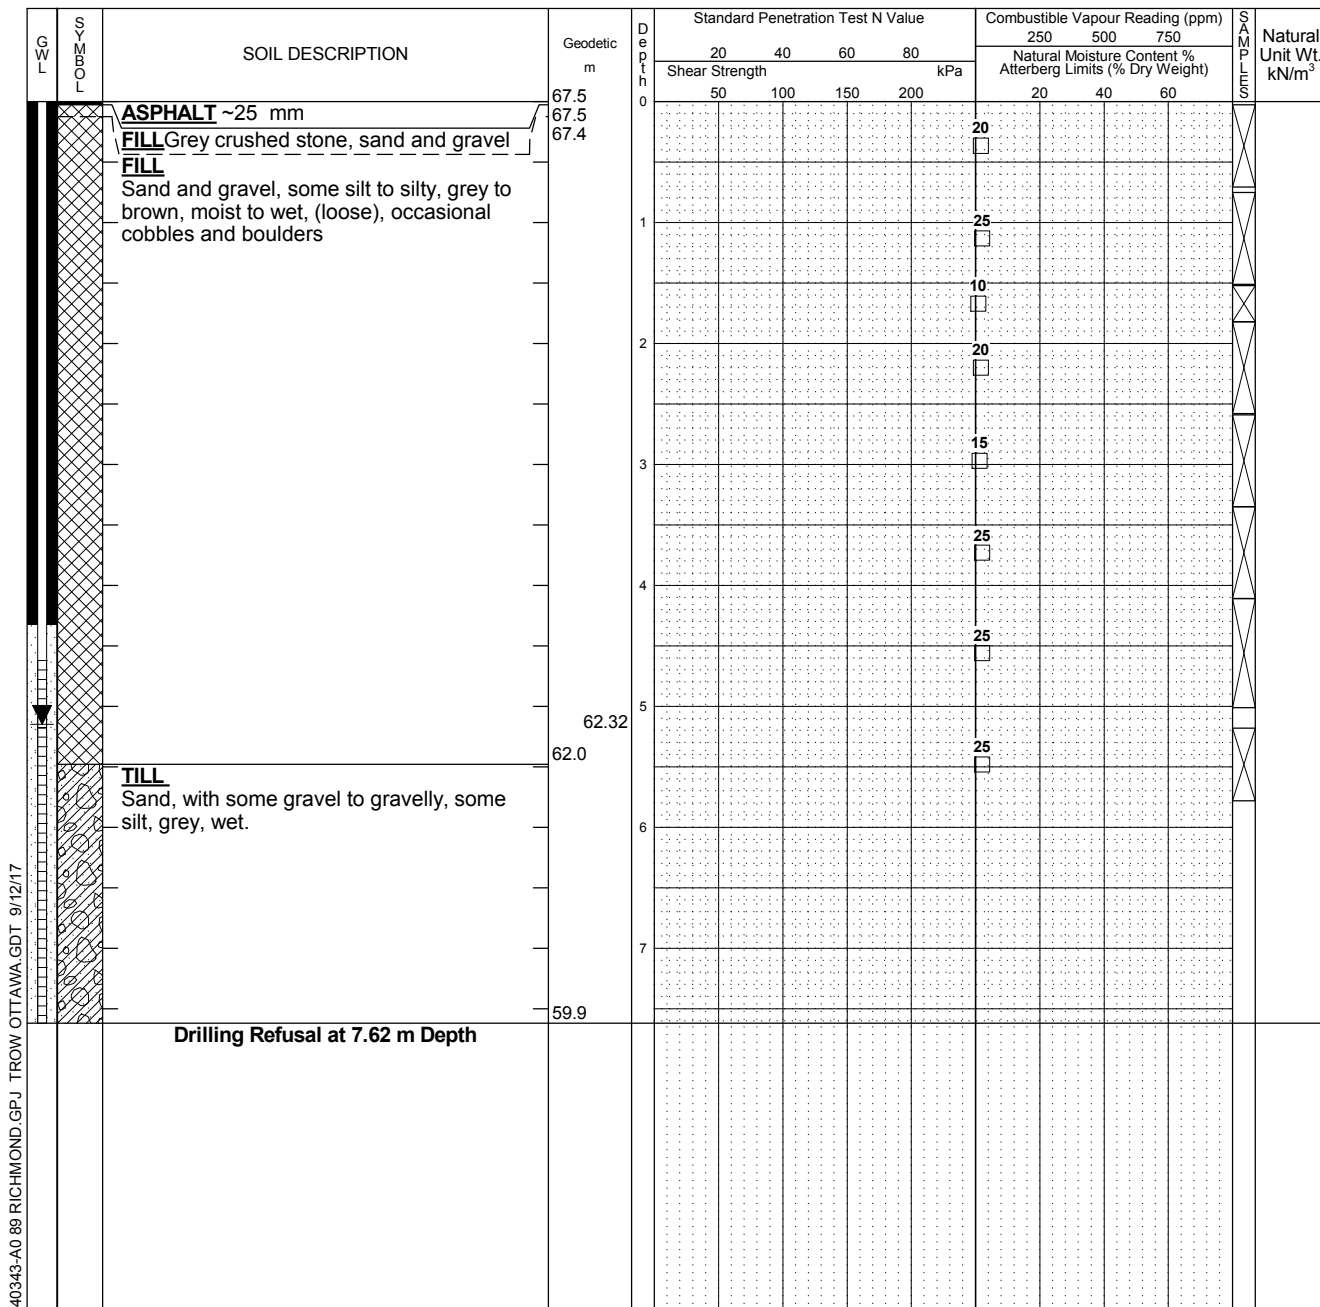 GWL
SYMBOL
SOIL DESCRIPTION
Geodetic
m
Depth
Standard Penetration Test N Value
20 40 60 80
Shear Strength kPa
50 100 150 200
Combustible Vapour Reading (ppm)
250 500 750
Natural Moisture Content %
Atterberg Limits (% Dry Weight)
20 40 60
SAMPLES
Natural
Unit Wt.
kN/m³
67.5
0
ASPHALT ~25 mm
67.5
FILL Grey crushed stone, sand and gravel
67.4
20
FILL
Sand and gravel, some silt to silty, grey to
brown, moist to wet, (loose), occasional
cobbles and boulders
1
25
10
2
20
15
3
25
4
25
5
62.32
62.0
25
TILL
Sand, with some gravel to gravelly, some
silt, grey, wet.
6
7
59.9
Drilling Refusal at 7.62 m Depth
40343-A0 89 RICHMOND.GPJ TROW OTTAWA.GDT 9/12/17